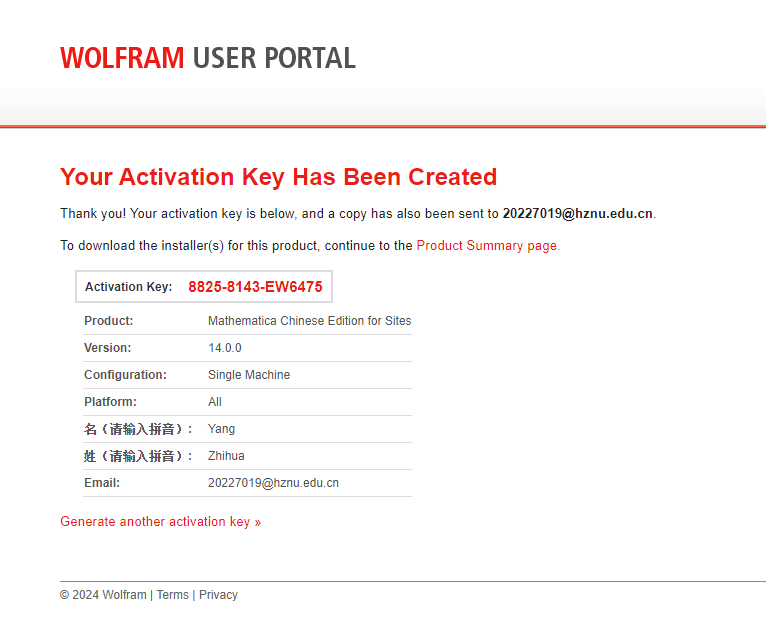 WOLFRAM USER PORTAL
Your Activation Key Has Been Created
Thank you! Your activation key is below, and a copy has also been sent to 20227019@hznu.edu.cn.
To download the installer(s) for this product, continue to the Product Summary page.
Activation Key: 8825-8143-EW6475
Product: Mathematica Chinese Edition for Sites
Version: 14.0.0
Configuration: Single Machine
Platform: All
名（请输入拼音）: Yang
姓（请输入拼音）: Zhihua
Email: 20227019@hznu.edu.cn
Generate another activation key »
© 2024 Wolfram | Terms | Privacy